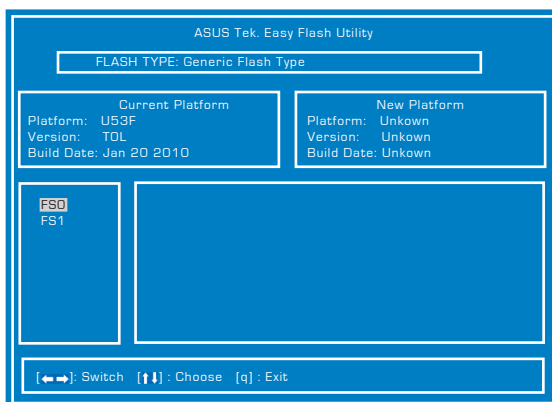 ASUS Tek. Easy Flash Utility
FLASH TYPE: Generic Flash Type
Current Platform
Platform: U53F
Version: TOL
Build Date: Jan 20 2010
New Platform
Platform: Unkown
Version: Unkown
Build Date: Unkown
FS0
FS1
[←→]: Switch [↑↓] : Choose [q] : Exit